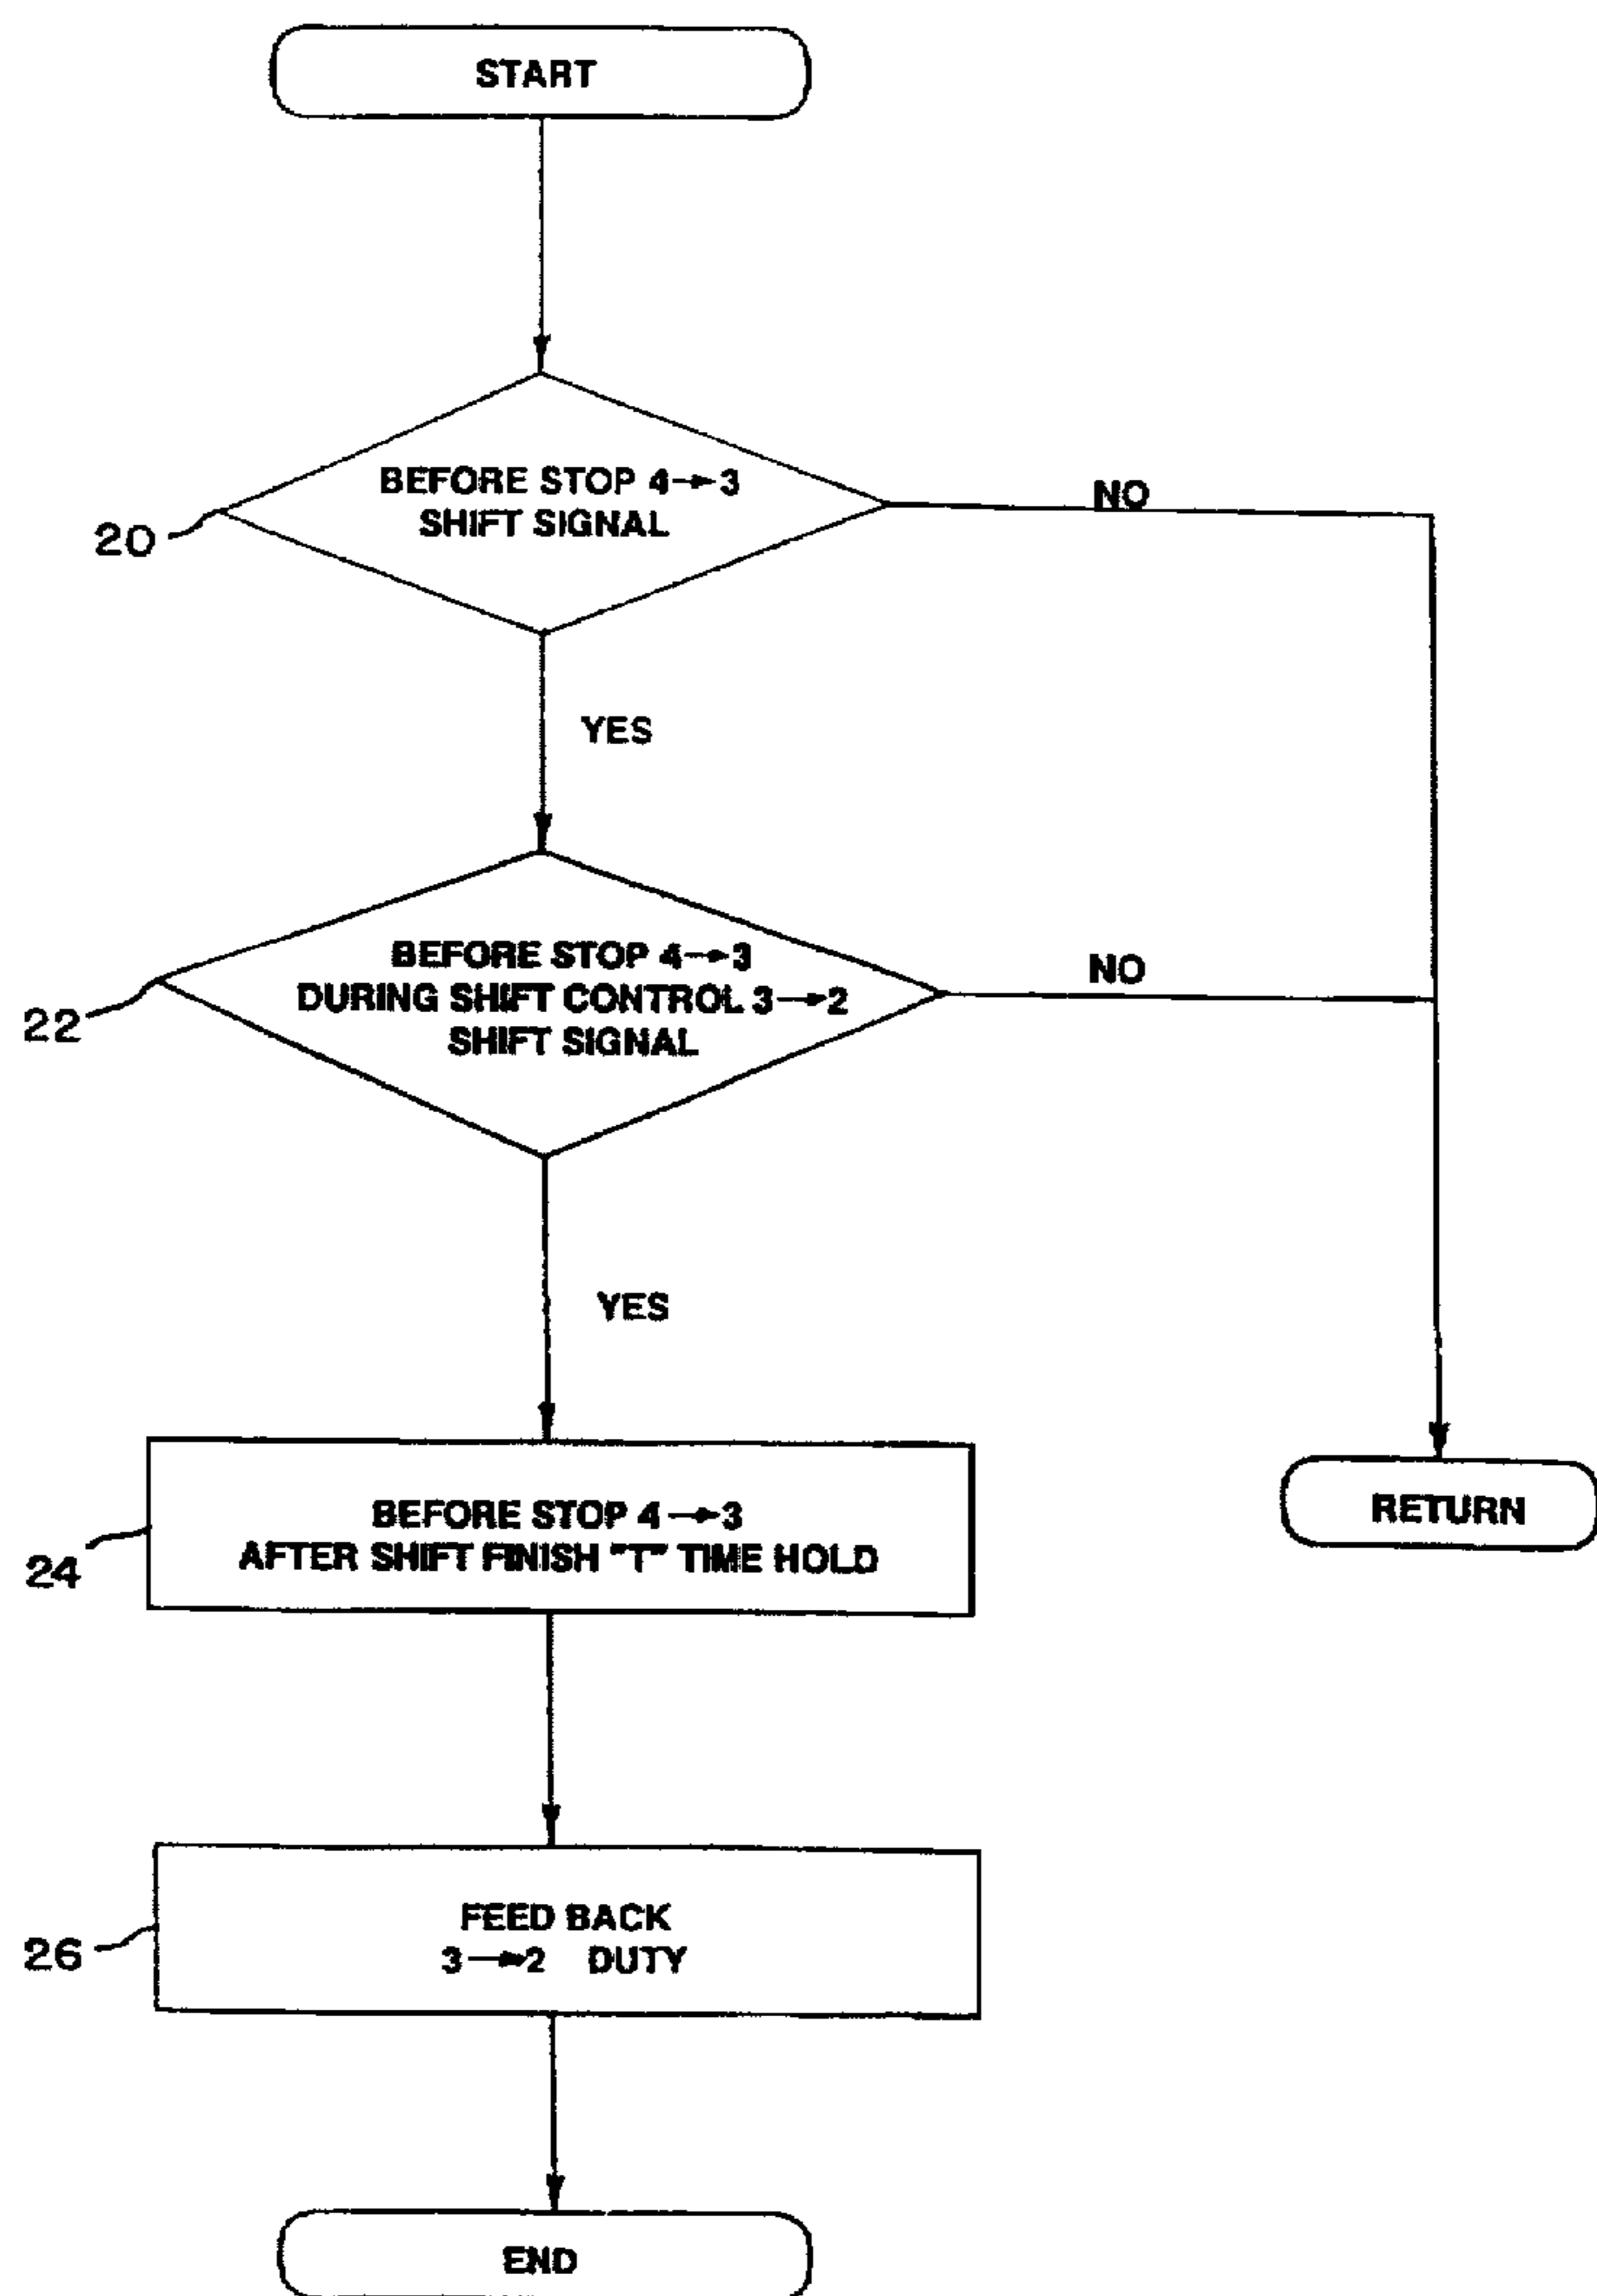 START
BEFORE STOP 4→3
SHIFT SIGNAL
NO
20
YES
BEFORE STOP 4→3
DURING SHIFT CONTROL 3→2
SHIFT SIGNAL
NO
22
YES
BEFORE STOP 4→3
AFTER SHIFT FINISH "T" TIME HOLD
24
RETURN
FEED BACK
3→2 DUTY
26
END